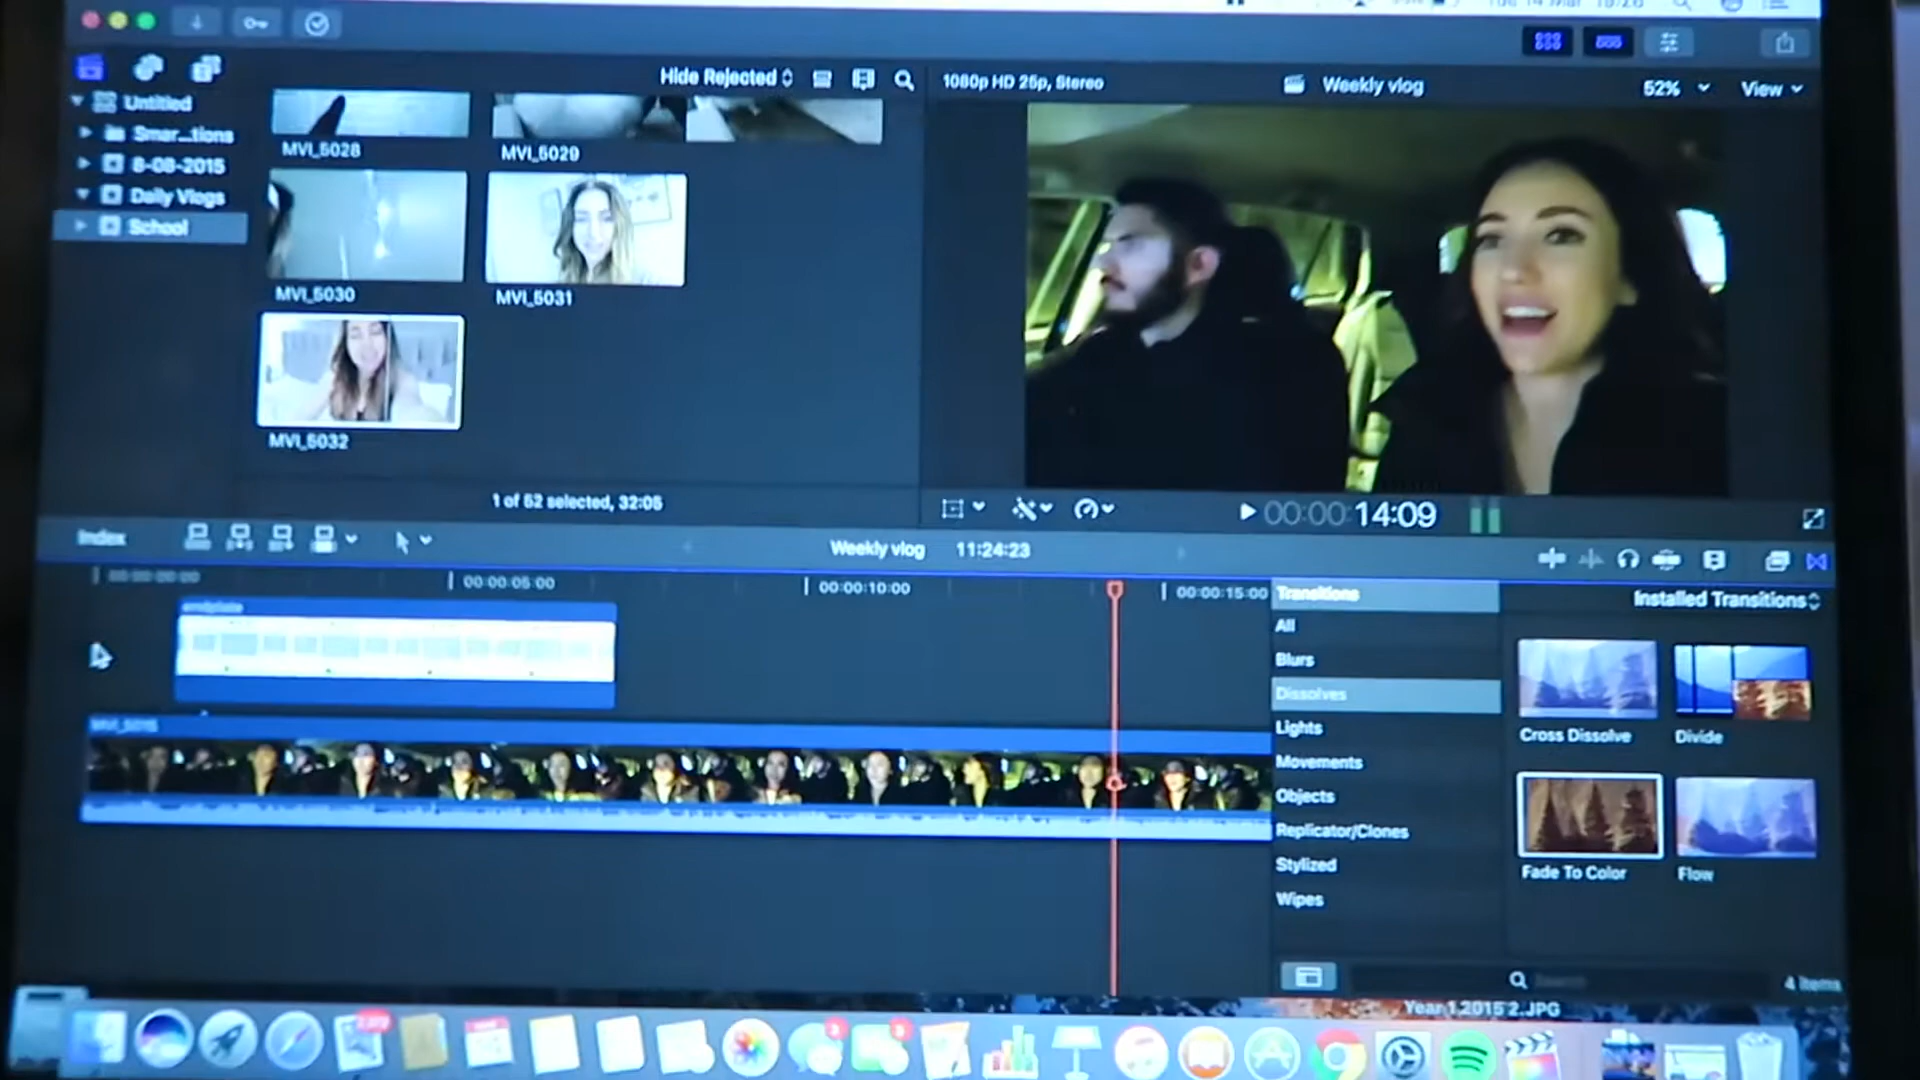 Hide Rejected
1080p HD 25p, Stereo
Weekly vlog
52%
View
Untitled
Smar...tions
8-08-2015
Daily Vlogs
School
MVI_5028
MVI_5029
MVI_5030
MVI_5031
MVI_5032
1 of 52 selected, 32:05
00:00:14:09
Index
Weekly vlog
11:24:23
00:00:00:00
00:00:05:00
00:00:10:00
00:00:15:00
Transitions
Installed Transitions
All
Blurs
Dissolves
Lights
Movements
Objects
Replicator/Clones
Stylized
Wipes
Cross Dissolve
Divide
Fade To Color
Flow
4 items
Year 1 2015 2.JPG